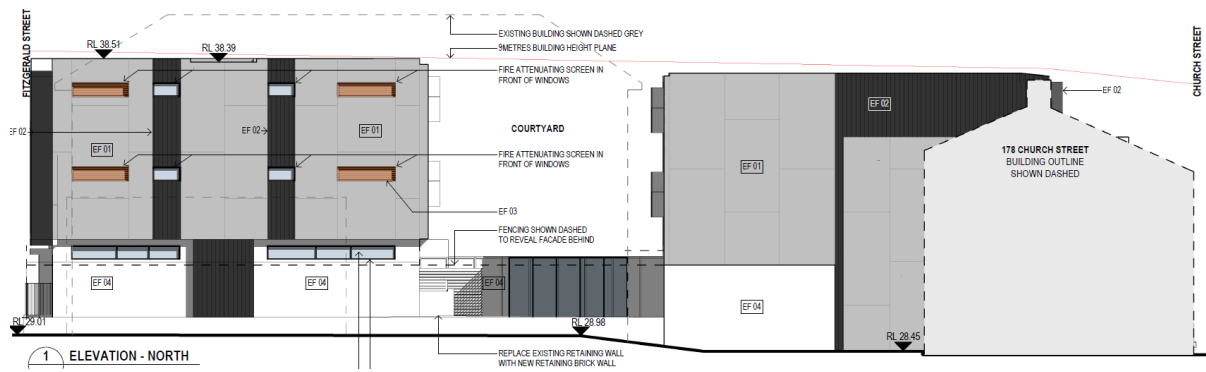 FITZGERALD STREET
RL 38.51
RL 38.39
EXISTING BUILDING SHOWN DASHED GREY
9METRES BUILDING HEIGHT PLANE
FIRE ATTENUATING SCREEN IN
FRONT OF WINDOWS
CHURCH STREET
EF 02
EF 02
EF 02
EF 02
EF 01
EF 01
COURTYARD
EF 01
178 CHURCH STREET
BUILDING OUTLINE
SHOWN DASHED
FIRE ATTENUATING SCREEN IN
FRONT OF WINDOWS
EF 03
FENCING SHOWN DASHED
TO REVEAL FACADE BEHIND
EF 04
EF 04
EF 04
EF 04
RL 29.01
RL 28.98
RL 28.45
1 ELEVATION - NORTH
REPLACE EXISTING RETAINING WALL
WITH NEW RETAINING BRICK WALL